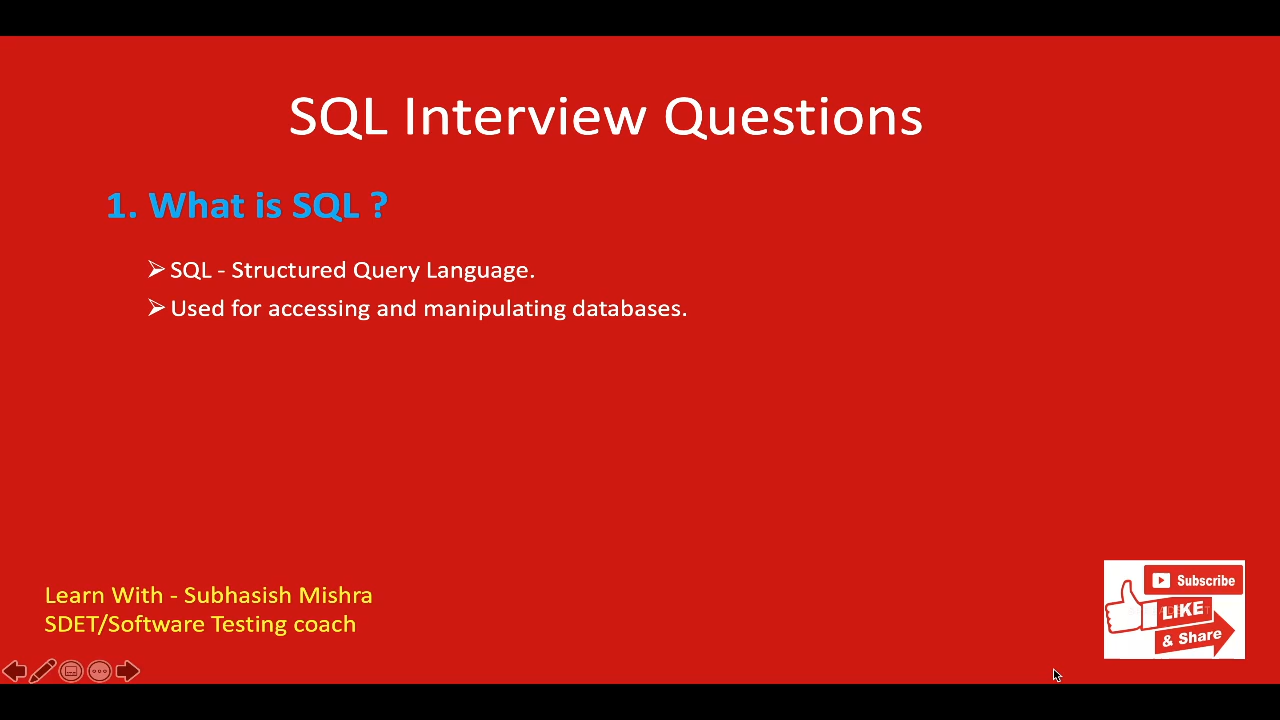 SQL Interview Questions
1. What is SQL ?
➢ SQL - Structured Query Language.
➢ Used for accessing and manipulating databases.
Learn With - Subhasish Mishra
SDET/Software Testing coach
Subscribe
LIKE
& Share